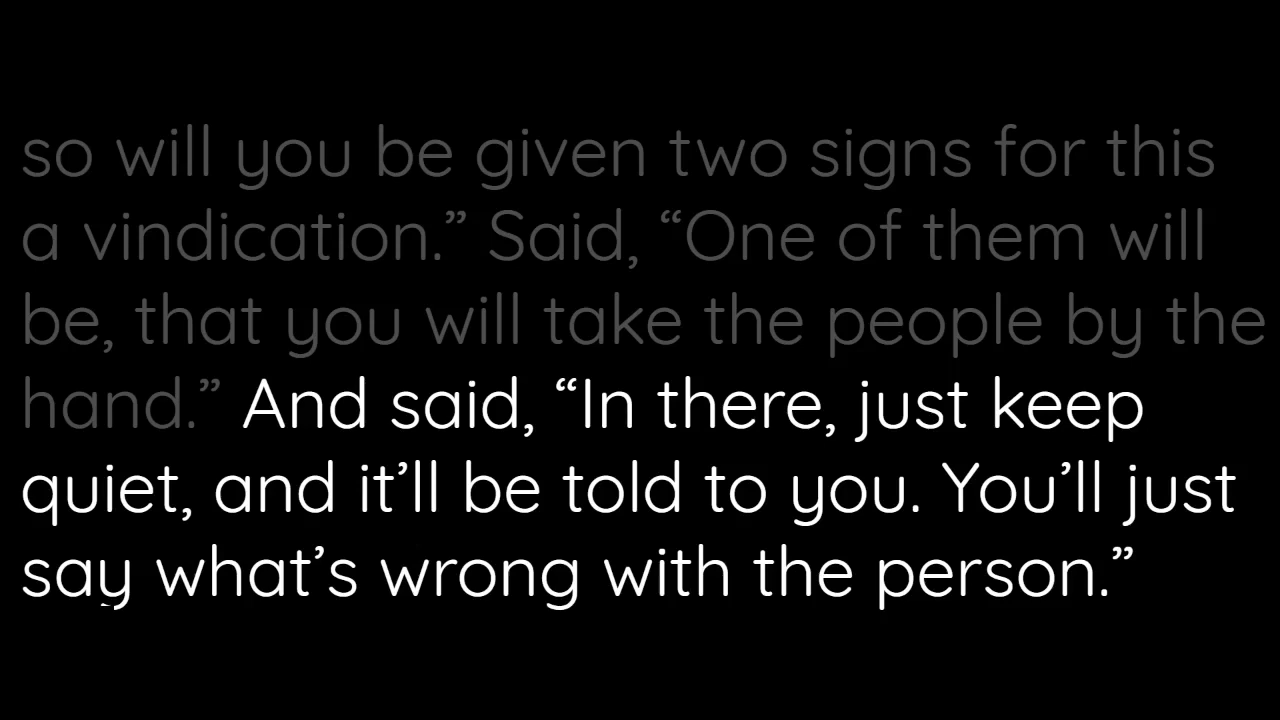 so will you be given two signs for this
a vindication.” Said, “One of them will
be, that you will take the people by the
hand.” And said, “In there, just keep
quiet, and it’ll be told to you. You’ll just
say what’s wrong with the person.”